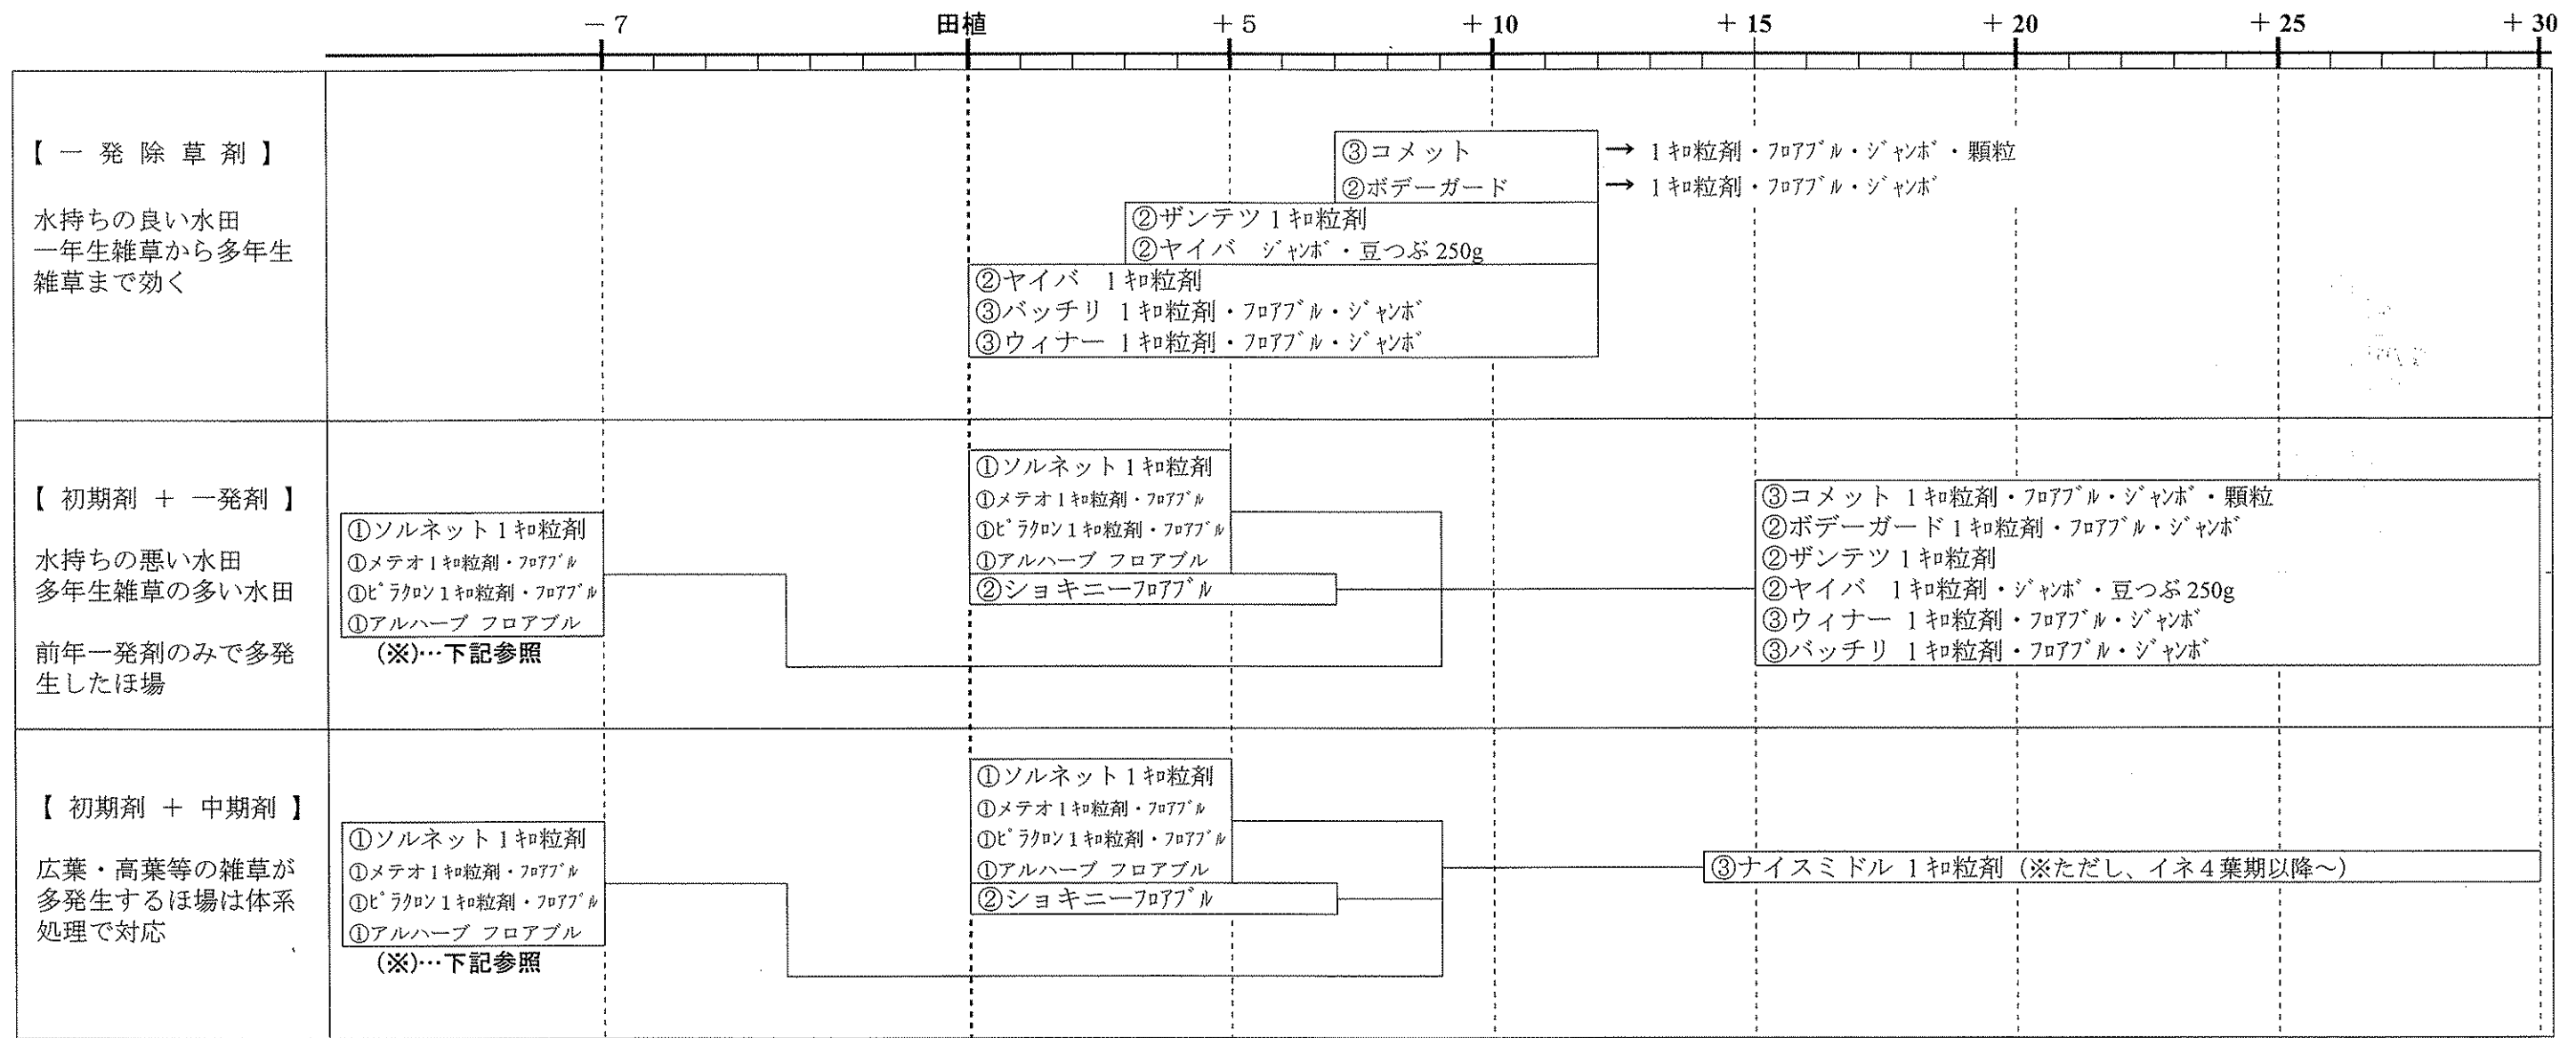 －7 田植 ＋5 ＋10 ＋15 ＋20 ＋25 ＋30
【 一 発 除 草 剤 】
水持ちの良い水田
一年生雑草から多年生
雑草まで効く
③コメット → 1ｷﾛ粒剤・ﾌﾛｱﾌﾞﾙ・ｼﾞｬﾝﾎﾞ・顆粒
②ボデーガード → 1ｷﾛ粒剤・ﾌﾛｱﾌﾞﾙ・ｼﾞｬﾝﾎﾞ
②ザンテツ 1ｷﾛ粒剤
②ヤイバ ｼﾞｬﾝﾎﾞ・豆つぶ250g
②ヤイバ 1ｷﾛ粒剤
③バッチリ 1ｷﾛ粒剤・ﾌﾛｱﾌﾞﾙ・ｼﾞｬﾝﾎﾞ
③ウィナー 1ｷﾛ粒剤・ﾌﾛｱﾌﾞﾙ・ｼﾞｬﾝﾎﾞ
【 初期剤 ＋ 一発剤 】
水持ちの悪い水田
多年生雑草の多い水田
前年一発剤のみで多発
生したほ場
①ソルネット1ｷﾛ粒剤
①メテオ1ｷﾛ粒剤・ﾌﾛｱﾌﾞﾙ
①ﾋﾟﾗｸﾛﾝ1ｷﾛ粒剤・ﾌﾛｱﾌﾞﾙ
①アルハーブ フロアブル
(※)…下記参照
①ソルネット1ｷﾛ粒剤
①メテオ1ｷﾛ粒剤・ﾌﾛｱﾌﾞﾙ
①ﾋﾟﾗｸﾛﾝ1ｷﾛ粒剤・ﾌﾛｱﾌﾞﾙ
①アルハーブ フロアブル
②ショキニーﾌﾛｱﾌﾞﾙ
③コメット 1ｷﾛ粒剤・ﾌﾛｱﾌﾞﾙ・ｼﾞｬﾝﾎﾞ・顆粒
②ボデーガード1ｷﾛ粒剤・ﾌﾛｱﾌﾞﾙ・ｼﾞｬﾝﾎﾞ
②ザンテツ1ｷﾛ粒剤
②ヤイバ 1ｷﾛ粒剤・ｼﾞｬﾝﾎﾞ・豆つぶ250g
③ウィナー 1ｷﾛ粒剤・ﾌﾛｱﾌﾞﾙ・ｼﾞｬﾝﾎﾞ
③バッチリ 1ｷﾛ粒剤・ﾌﾛｱﾌﾞﾙ・ｼﾞｬﾝﾎﾞ
【 初期剤 ＋ 中期剤 】
広葉・高葉等の雑草が
多発生するほ場は体系
処理で対応
①ソルネット1ｷﾛ粒剤
①メテオ1ｷﾛ粒剤・ﾌﾛｱﾌﾞﾙ
①ﾋﾟﾗｸﾛﾝ1ｷﾛ粒剤・ﾌﾛｱﾌﾞﾙ
①アルハーブ フロアブル
(※)…下記参照
①ソルネット1ｷﾛ粒剤
①メテオ1ｷﾛ粒剤・ﾌﾛｱﾌﾞﾙ
①ﾋﾟﾗｸﾛﾝ1ｷﾛ粒剤・ﾌﾛｱﾌﾞﾙ
①アルハーブ フロアブル
②ショキニーﾌﾛｱﾌﾞﾙ
③ナイスミドル 1ｷﾛ粒剤（※ただし、イネ４葉期以降～）